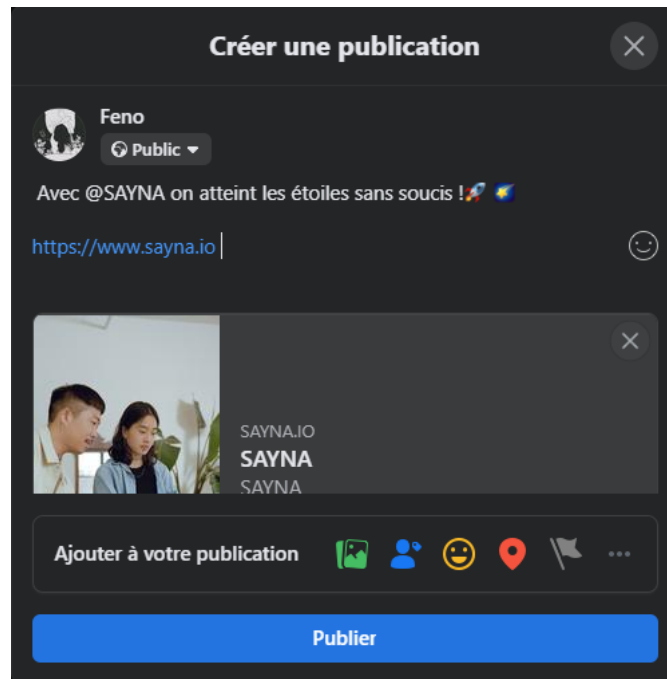 Créer une publication
Feno
Public
Avec @SAYNA on atteint les étoiles sans soucis !🚀 🌠
https://www.sayna.io
SAYNA.IO
SAYNA
SAYNA
Ajouter à votre publication
Publier